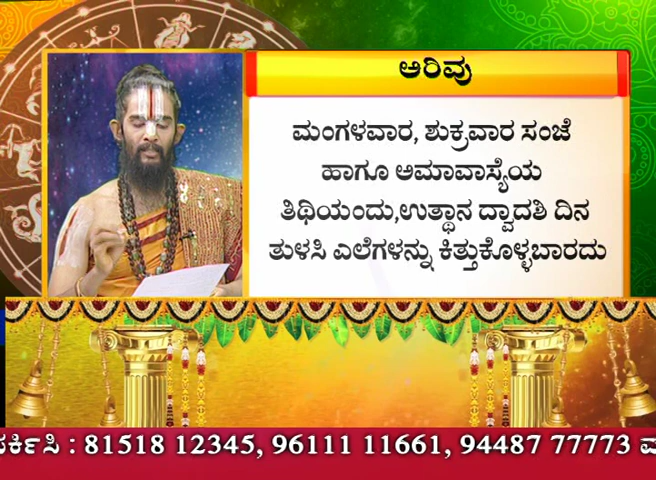 ಅರಿವು
ಮಂಗಳವಾರ, ಶುಕ್ರವಾರ ಸಂಜೆ
ಹಾಗೂ ಅಮಾವಾಸ್ಯೆಯ
ತಿಥಿಯಂದು,ಉತ್ಥಾನ ದ್ವಾದಶಿ ದಿನ
ತುಳಸಿ ಎಲೆಗಳನ್ನು ಕಿತ್ತುಕೊಳ್ಳಬಾರದು
: 81518 12345, 96111 11661, 94487 77773